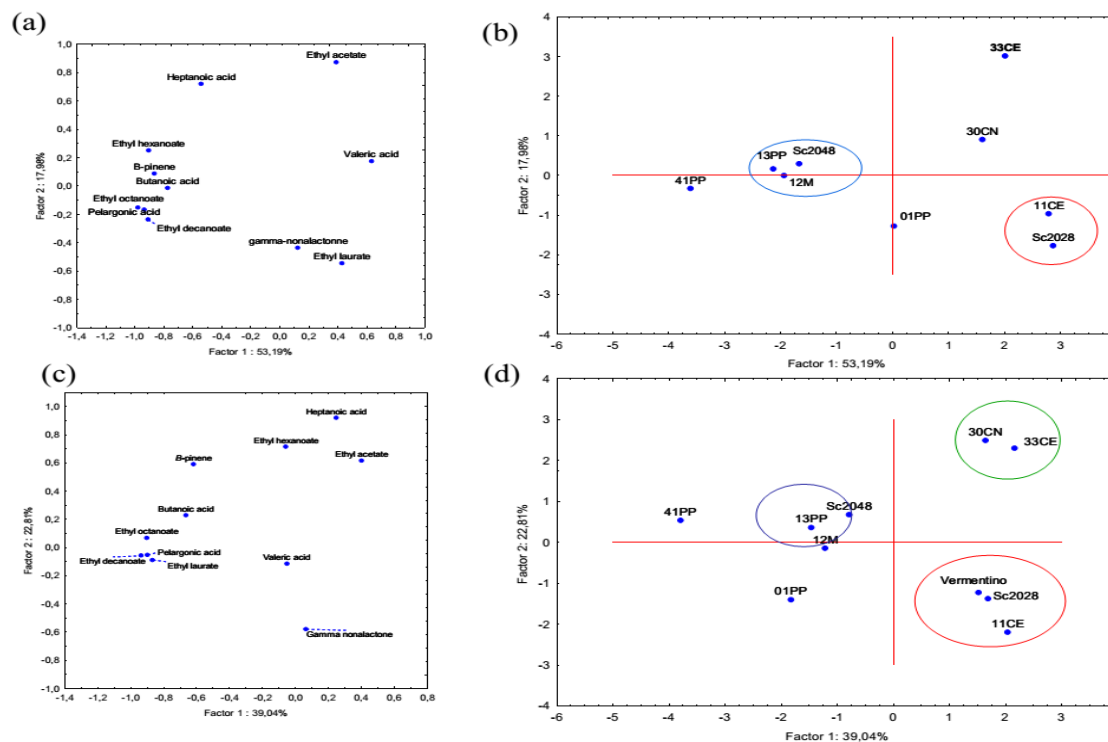 (a)
1,0
0,8
0,6
0,4
0,2
0,0
-0,2
-0,4
-0,6
-0,8
-1,0
Factor 2 : 17,98%
Ethyl acetate
Heptanoic acid
Ethyl hexanoate
Valeric acid
B-pinene
Butanoic acid
Ethyl octanoate
Pelargonic acid
Ethyl decanoate
gamma-nonalactonne
Ethyl laurate
-1,4 -1,2 -1,0 -0,8 -0,6 -0,4 -0,2 0,0 0,2 0,4 0,6 0,8 1,0
Factor 1 : 53,19%
(b)
4
3
2
1
0
-1
-2
-3
-4
Factor 2: 17,98%
33CE
30CN
Sc2048
13PP
12M
41PP
01PP
11CE
Sc2028
-6 -5 -4 -3 -2 -1 0 1 2 3
Factor 1: 53,19%
(c)
1,0
0,8
0,6
0,4
0,2
0,0
-0,2
-0,4
-0,6
-0,8
-1,0
Factor 2 : 22,81%
Heptanoic acid
Ethyl hexanoate
Ethyl acetate
B-pinene
Butanoic acid
Ethyl octanoate
Pelargonic acid
Ethyl decanoate
Ethyl laurate
Valeric acid
Gamma nonalactone
-1,4 -1,2 -1,0 -0,8 -0,6 -0,4 -0,2 0,0 0,2 0,4 0,6 0,8
Factor 1 : 39,04%
(d)
4
3
2
1
0
-1
-2
-3
-4
Factor 2: 22,81%
30CN
33CE
Sc2048
41PP
13PP
12M
01PP
Vermentino
Sc2028
11CE
-6 -5 -4 -3 -2 -1 0 1 2 3
Factor 1: 39,04%